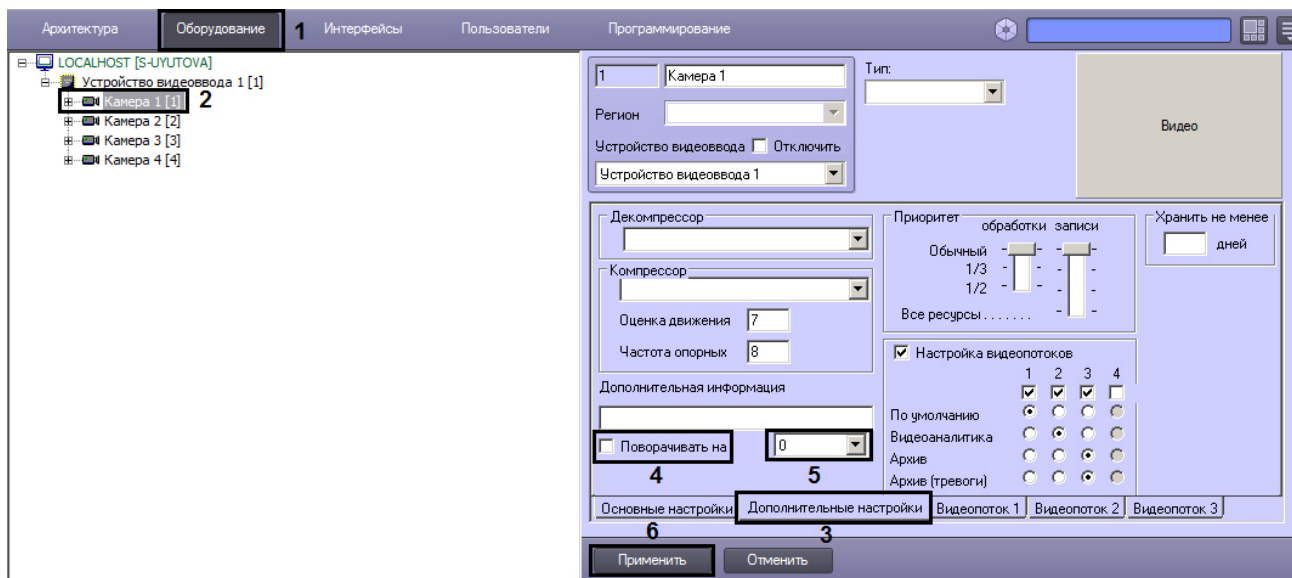 Архитектура Оборудование 1 Интерфейсы Пользователи Программирование
LOCALHOST [S-UYUTOVA]
Устройство видеоввода 1 [1]
Камера 1 [1] 2
Камера 2 [2]
Камера 3 [3]
Камера 4 [4]
1 Камера 1
Тип:
Регион
Устройство видеоввода Отключить
Устройство видеоввода 1
Видео
Декомпрессор
Компрессор
Оценка движения 7
Частота опорных 8
Дополнительная информация
Поворачивать на 0
4 5
Приоритет
обработки записи
Обычный
1/3
1/2
Все ресурсы . . . . . . .
Хранить не менее
дней
Настройка видеопотоков
1 2 3 4
По умолчанию
Видеоаналитика
Архив
Архив (тревоги)
Основные настройки Дополнительные настройки Видеопоток 1 Видеопоток 2 Видеопоток 3
6 3
Применить Отменить